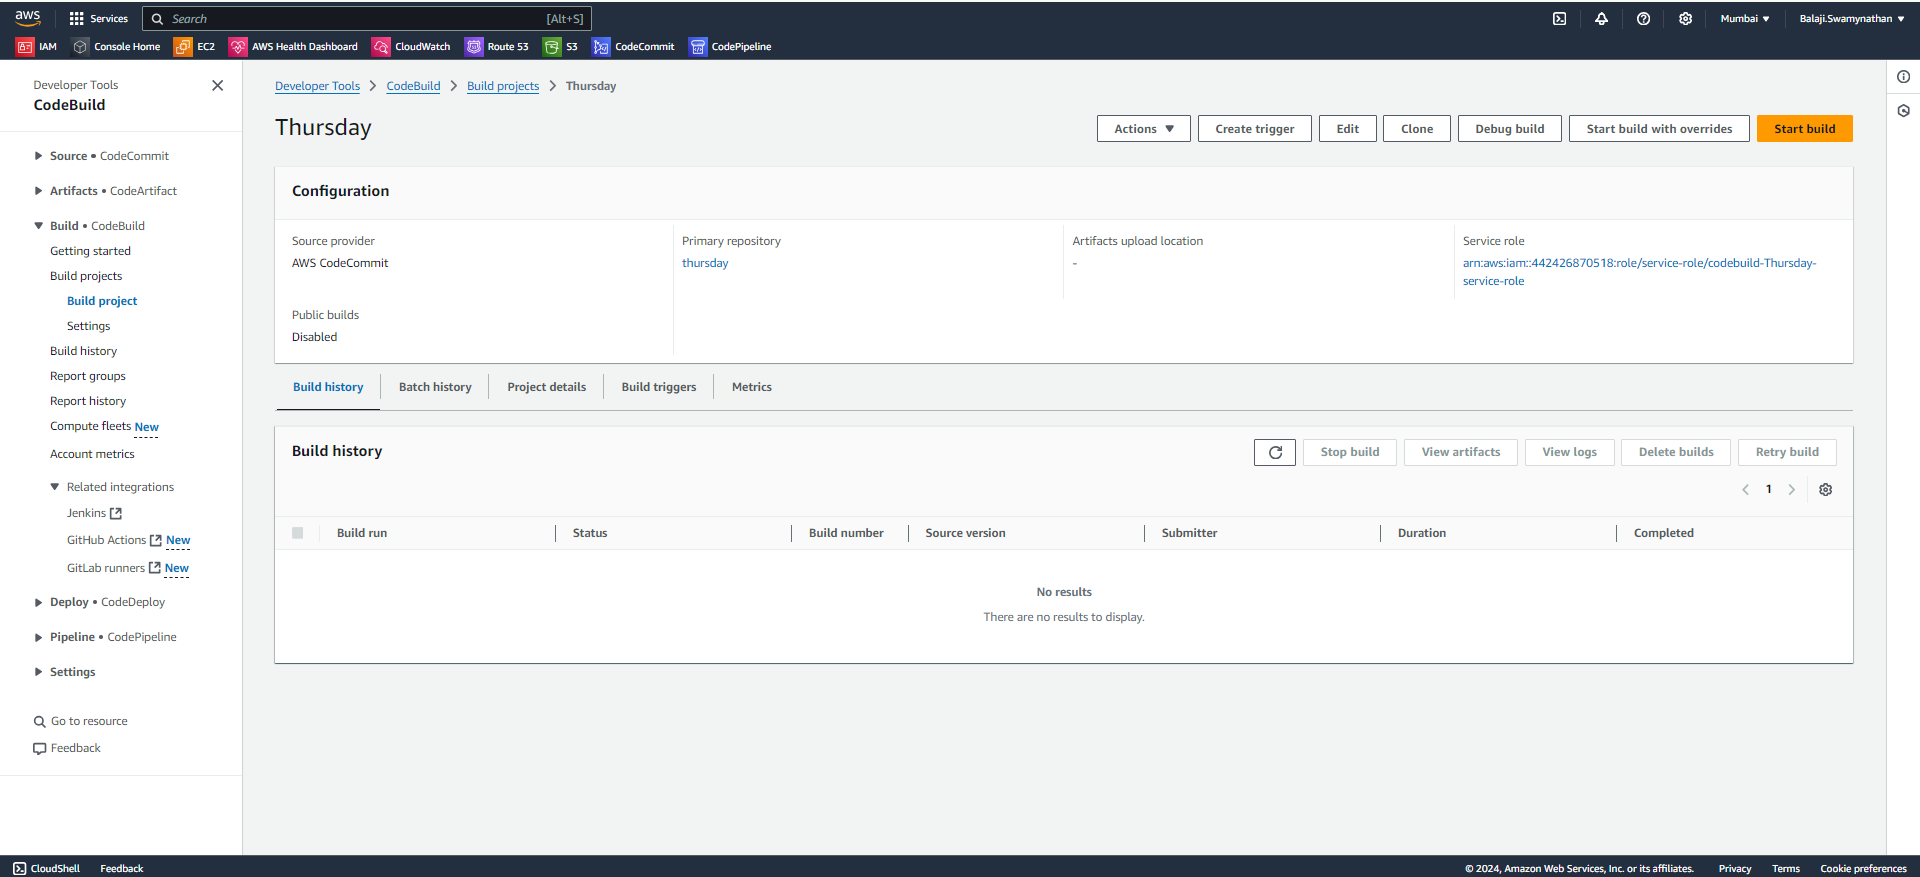 aws Services Search [Alt+S] Mumbai ▼ Balaji.Swamynathan ▼
IAM Console Home EC2 AWS Health Dashboard CloudWatch Route 53 S3 CodeCommit CodePipeline
Developer Tools
CodeBuild
Source • CodeCommit
Artifacts • CodeArtifact
Build • CodeBuild
Getting started
Build projects
Build project
Settings
Build history
Report groups
Report history
Compute fleets New
Account metrics
Related integrations
Jenkins
GitHub Actions New
GitLab runners New
Deploy • CodeDeploy
Pipeline • CodePipeline
Settings
Go to resource
Feedback
Developer Tools > CodeBuild > Build projects > Thursday
Thursday
Actions ▼ Create trigger Edit Clone Debug build Start build with overrides Start build
Configuration
Source provider
AWS CodeCommit
Primary repository
thursday
Artifacts upload location
-
Service role
arn:aws:iam::442426870518:role/service-role/codebuild-Thursday-
service-role
Public builds
Disabled
Build history Batch history Project details Build triggers Metrics
Build history
Stop build View artifacts View logs Delete builds Retry build
< 1 >
Build run Status Build number Source version Submitter Duration Completed
No results
There are no results to display.
CloudShell Feedback © 2024, Amazon Web Services, Inc. or its affiliates. Privacy Terms Cookie preferences